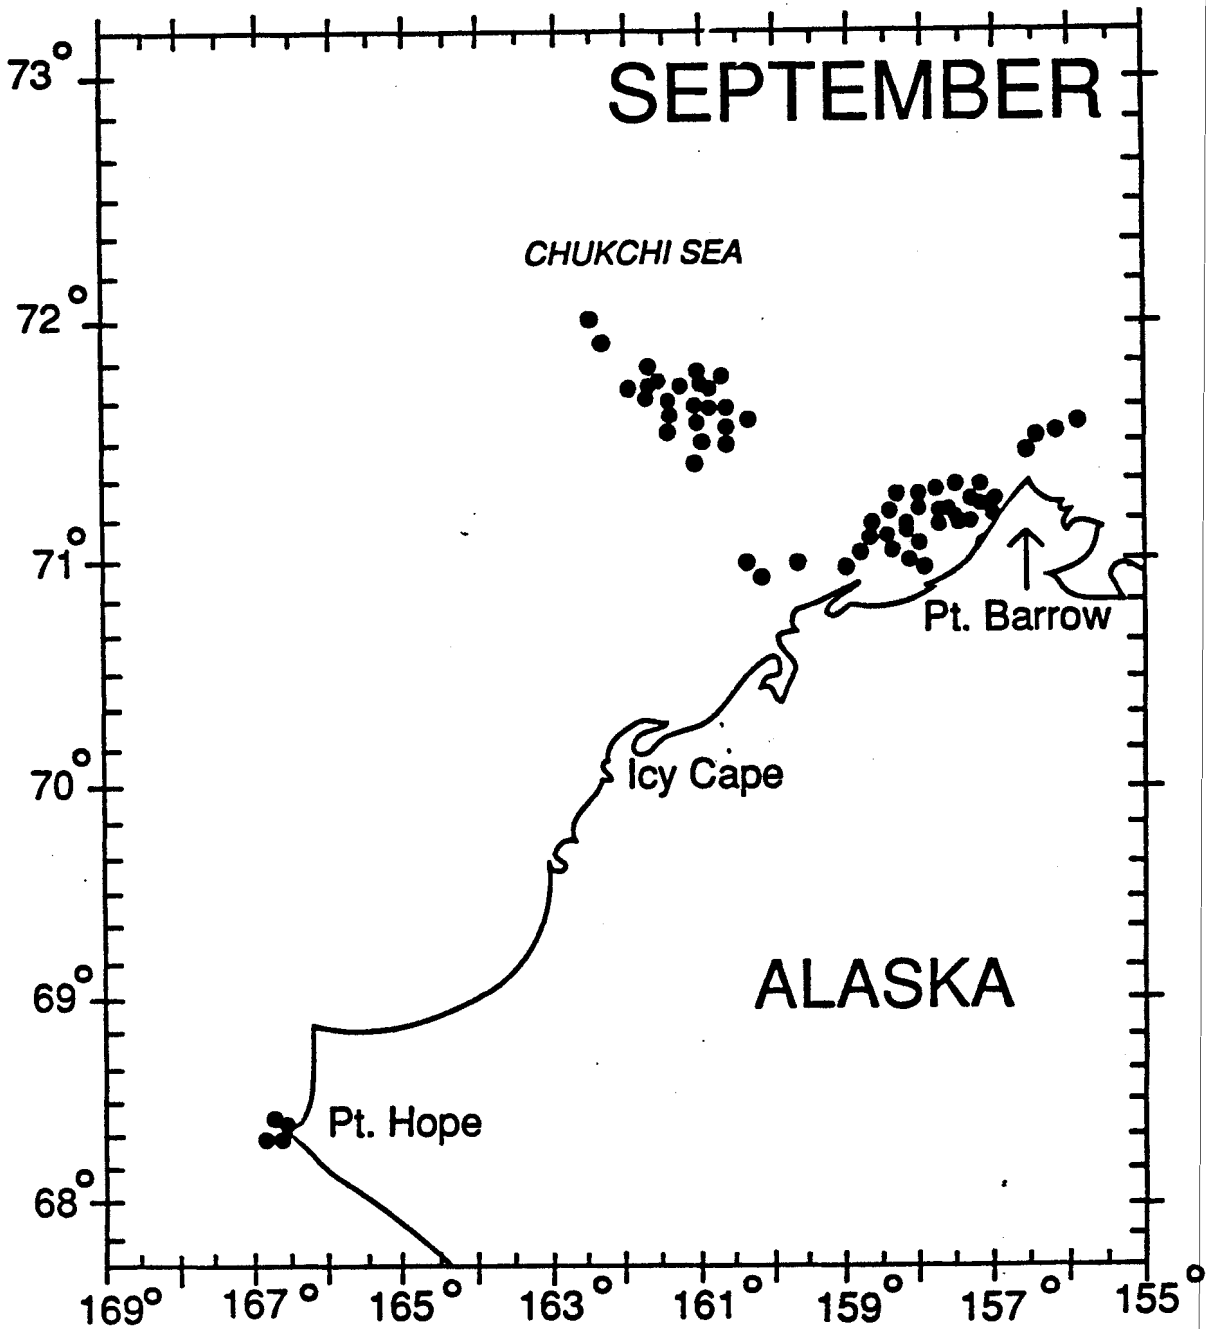 SEPTEMBER
CHUKCHI SEA
Pt. Barrow
Icy Cape
ALASKA
Pt. Hope
73°
72°
71°
70°
69°
68°
169° 167° 165° 163° 161° 159° 157° 155°